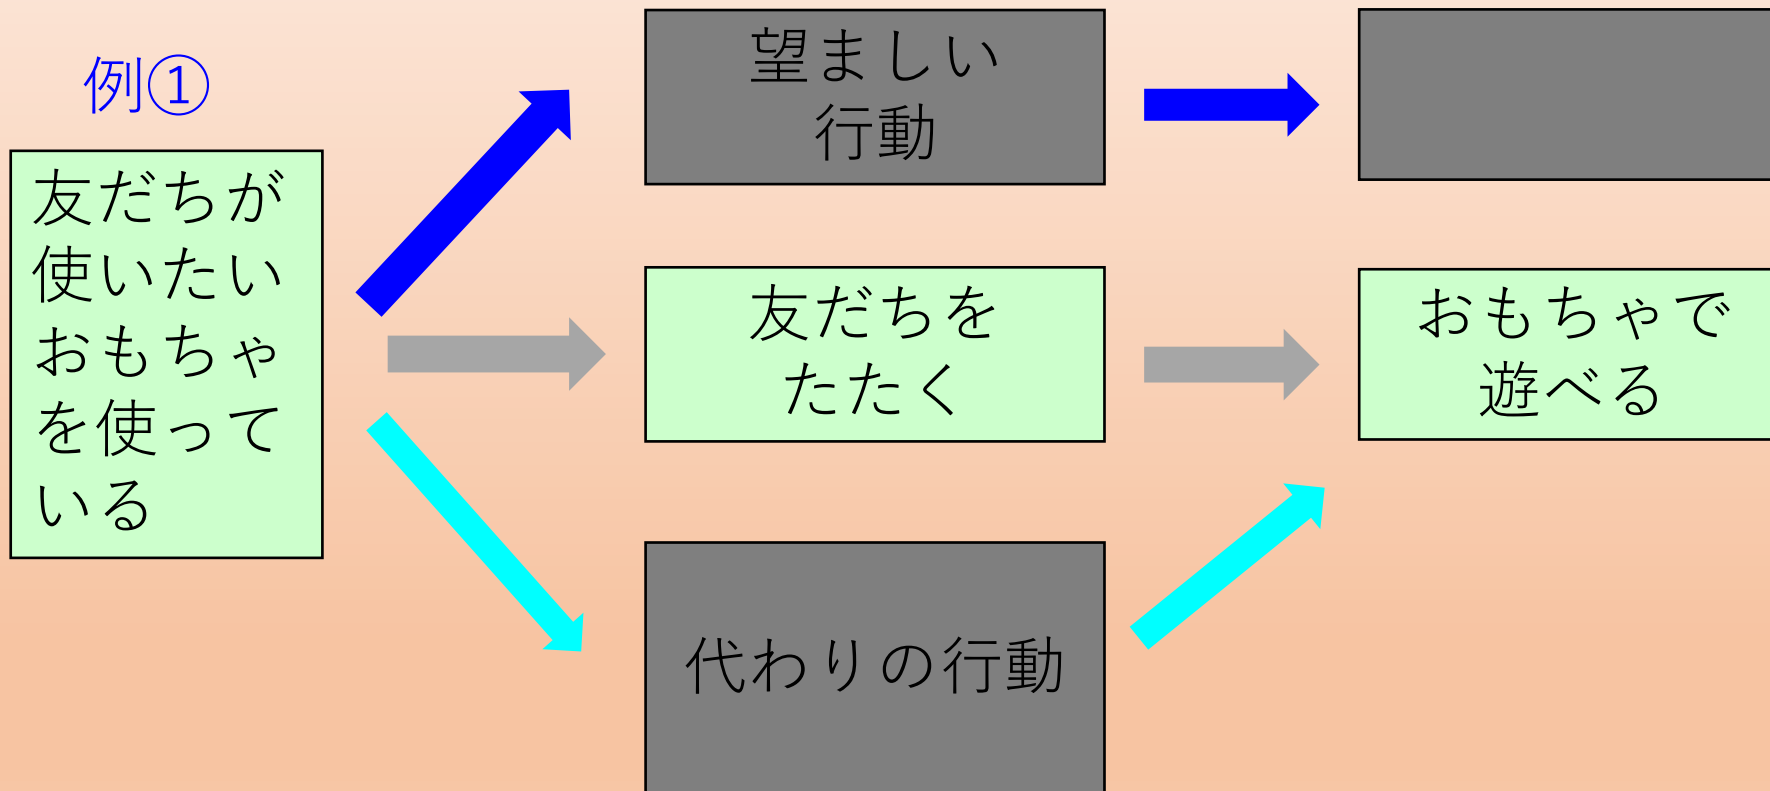 例①
友だちが
使いたい
おもちゃ
を使って
いる
望ましい
行動
友だちを
たたく
おもちゃで
遊べる
代わりの行動